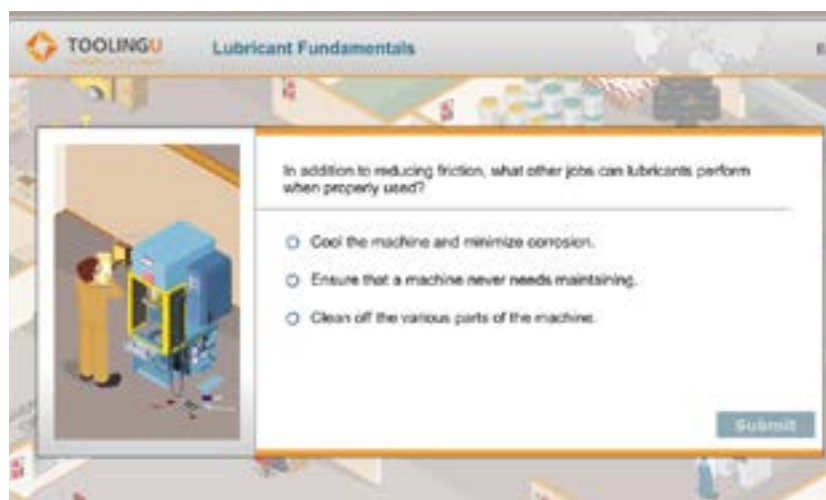 TOOLINGU
Lubricant Fundamentals
In addition to reducing friction, what other jobs can lubricants perform
when properly used?
Cool the machine and minimize corrosion.
Ensure that a machine never needs maintaining.
Clean off the various parts of the machine.
Submit